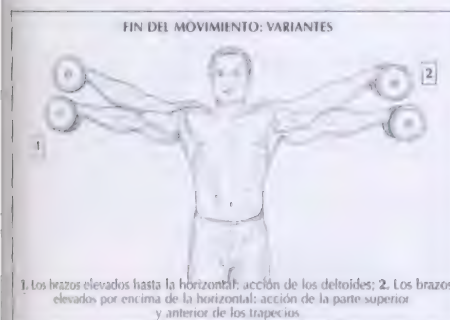 FIN DEL MOVIMIENTO: VARIANTES
2
1
1. Los brazos elevados hasta la horizontal: acción de los deltoides; 2. Los brazos
elevados por encima de la horizontal: acción de la parte superior
y anterior de los trapecios